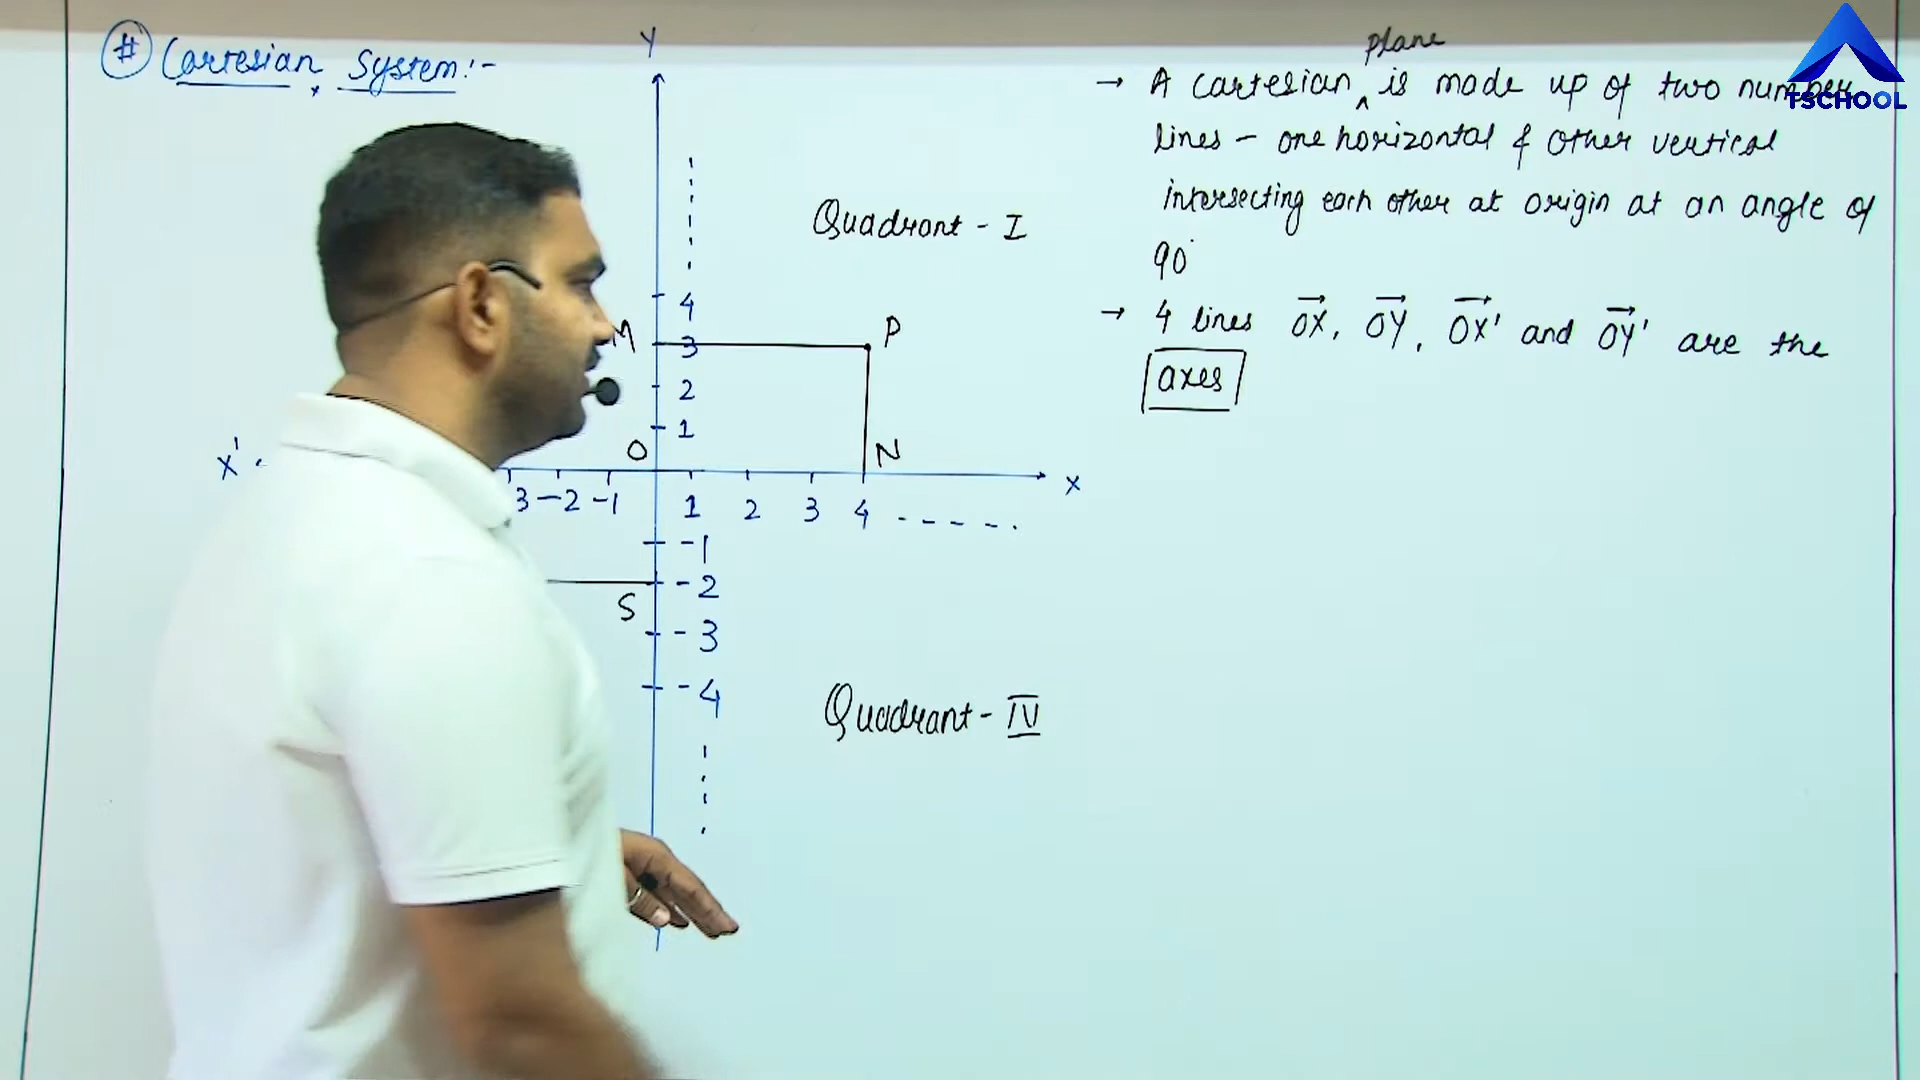 # Cartesian System:-
Y
plane
→ A cartesian ^ is made up of two number
lines - one horizontal & other vertical
intersecting each other at origin at an angle of
90°
→ 4 lines OX, OY, OX' and OY' are the
axes
TSCHOOL
Quadrant - I
4
M 3 P
2
1
O N
X' X
3 -2 -1 1 2 3 4 - - - - - .
-1
-2
S
-3
-4
Quadrant - IV